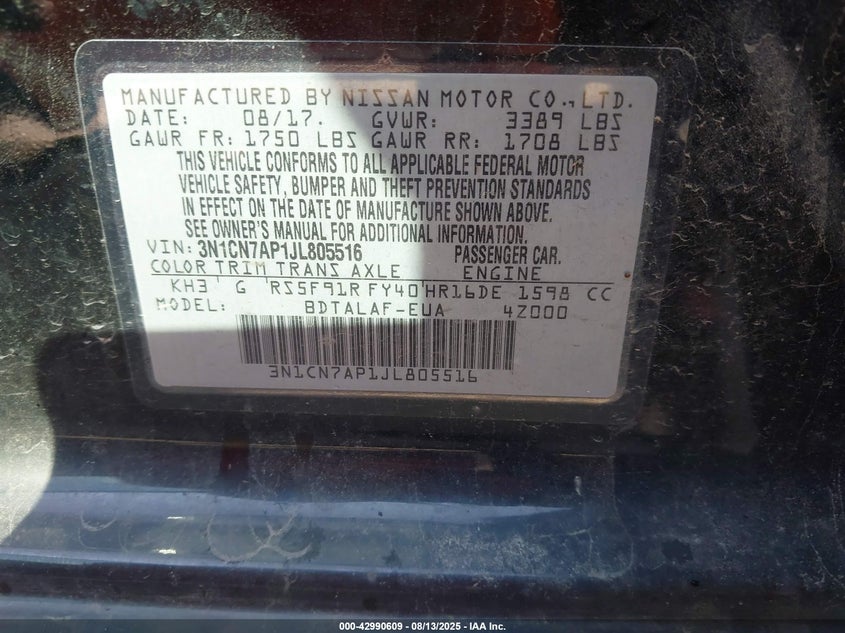 MANUFACTURED BY NISSAN MOTOR CO., LTD.
DATE: 08/17. GVWR: 3389 LBS
GAWR FR: 1750 LBS GAWR RR: 1708 LBS
THIS VEHICLE CONFORMS TO ALL APPLICABLE FEDERAL MOTOR
VEHICLE SAFETY, BUMPER AND THEFT PREVENTION STANDARDS
IN EFFECT ON THE DATE OF MANUFACTURE SHOWN ABOVE.
SEE OWNER'S MANUAL FOR ADDITIONAL INFORMATION.
VIN: 3N1CN7AP1JL805516 PASSENGER CAR.
COLOR TRIM TRANS AXLE ENGINE
KH3 G RS5F91R FY40 HR16DE 1598 CC
MODEL: BDTALAF-EUA 4Z000
3N1CN7AP1JL805516
000-42990609 - 08/13/2025 - IAA Inc.